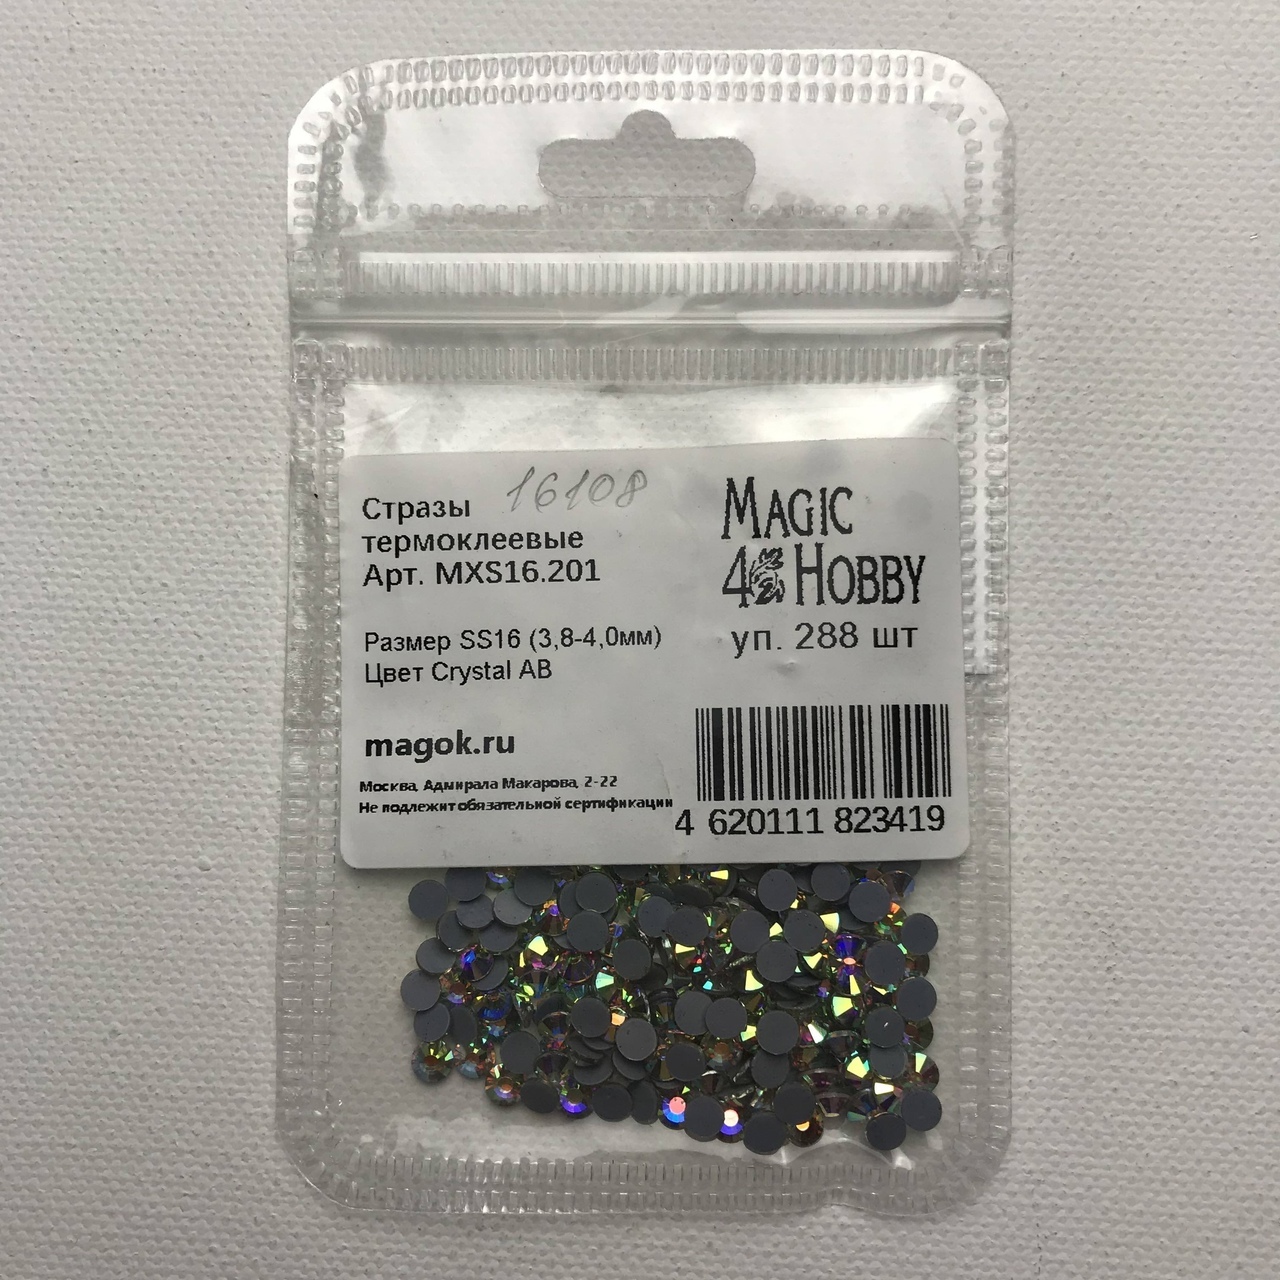 16108
Стразы
термоклеевые
Арт. MXS16.201
MAGIC
4 HOBBY
уп. 288 шт
Размер SS16 (3,8-4,0мм)
Цвет Crystal AB
magok.ru
Москва, Адмирала Макарова, 2-22
Не подлежит обязательной сертификации
4 620111 823419